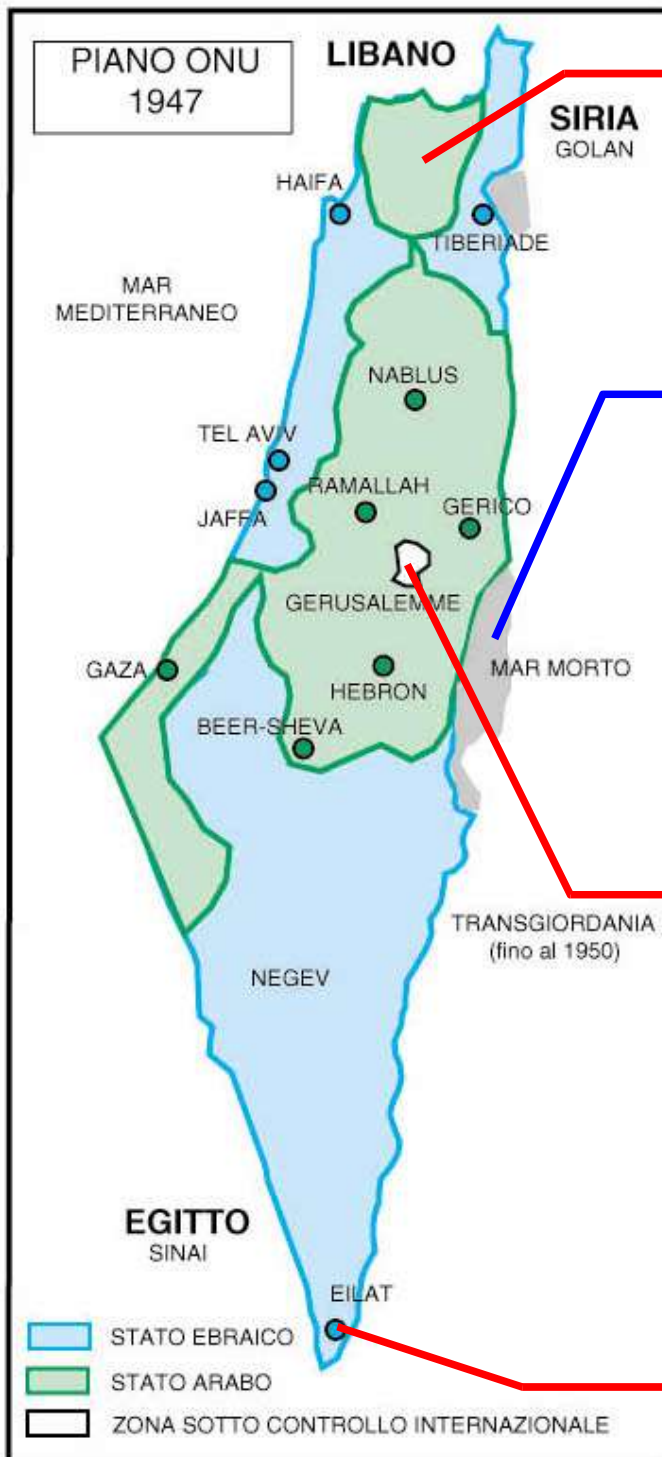 PIANO ONU
1947
LIBANO
SIRIA
GOLAN
HAIFA
TIBERIADE
MAR
MEDITERRANEO
NABLUS
TEL AVIV
RAMALLAH
JAFFA
GERICO
GERUSALEMME
GAZA
HEBRON
MAR MORTO
BEER-SHEVA
TRANSGIORDANIA
(fino al 1950)
NEGEV
EGITTO
SINAI
EILAT
STATO EBRAICO
STATO ARABO
ZONA SOTTO CONTROLLO INTERNAZIONALE